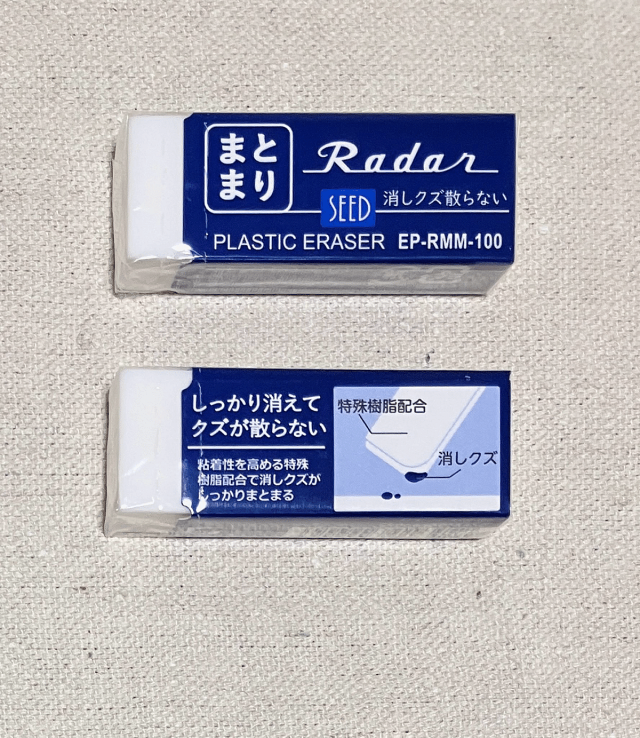 まと
まり
Radar
SEED
消しクズ散らない
PLASTIC ERASER EP-RMM-100
しっかり消えて
クズが散らない
粘着性を高める特殊
樹脂配合で消しクズが
しっかりまとまる
特殊樹脂配合
消しクズ